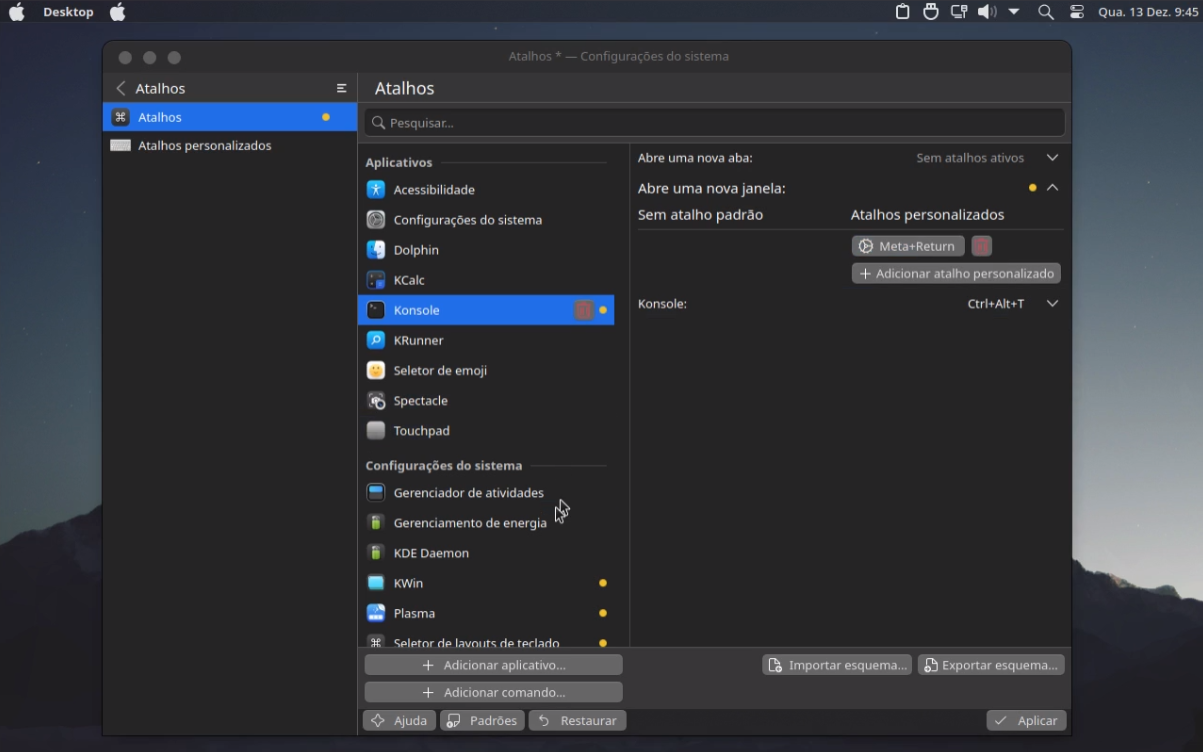 Desktop
Qua. 13 Dez. 9:45
Atalhos * — Configurações do sistema
Atalhos
Atalhos
Atalhos
Atalhos personalizados
Pesquisar...
Aplicativos
Acessibilidade
Configurações do sistema
Dolphin
KCalc
Konsole
KRunner
Seletor de emoji
Spectacle
Touchpad
Configurações do sistema
Gerenciador de atividades
Gerenciamento de energia
KDE Daemon
KWin
Plasma
Seletor de layouts de teclado
Abre uma nova aba: Sem atalhos ativos
Abre uma nova janela:
Sem atalho padrão Atalhos personalizados
Meta+Return
+ Adicionar atalho personalizado
Konsole: Ctrl+Alt+T
+ Adicionar aplicativo...
+ Adicionar comando...
Importar esquema... Exportar esquema...
Ajuda Padrões Restaurar Aplicar